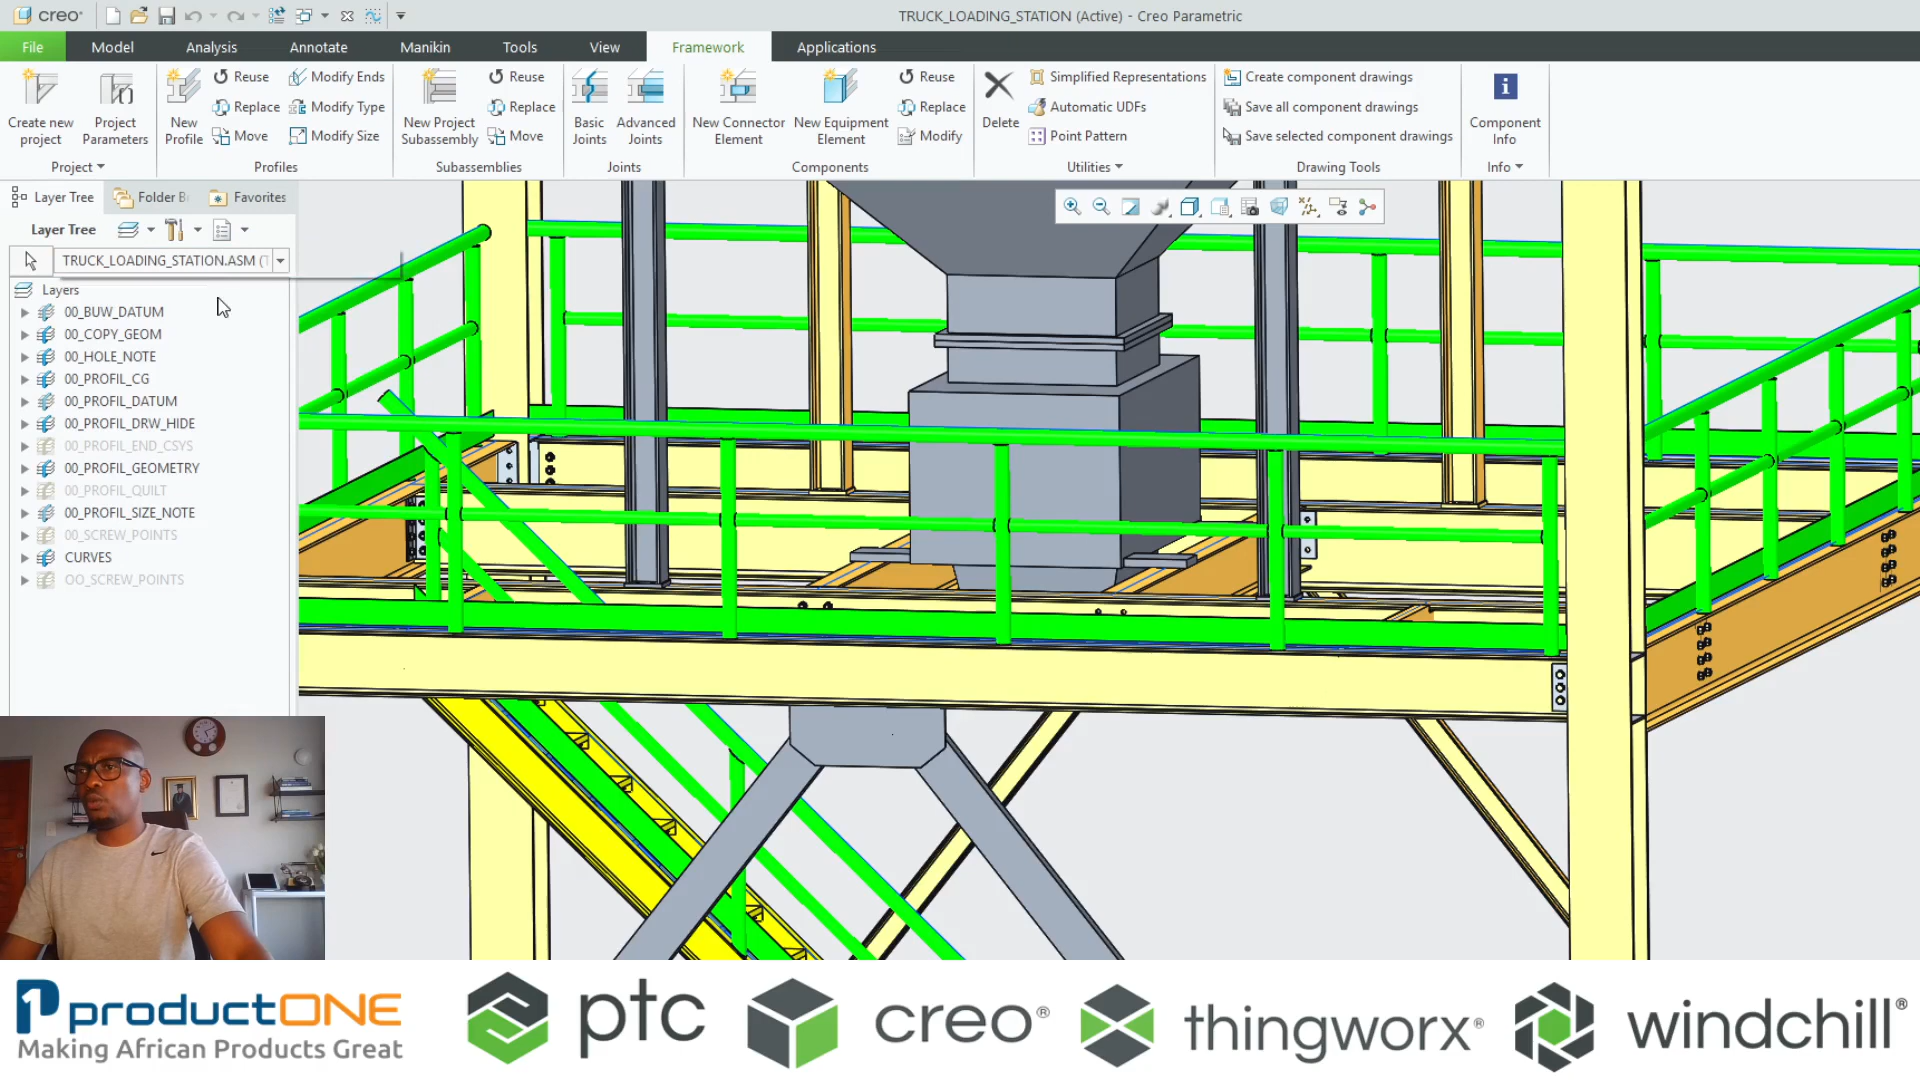 creo®
TRUCK_LOADING_STATION (Active) - Creo Parametric
File Model Analysis Annotate Manikin Tools View Framework Applications
Create new project
Project Parameters
Project
New Profile
Reuse
Replace
Move
Modify Ends
Modify Type
Modify Size
Profiles
New Project Subassembly
Reuse
Replace
Move
Subassemblies
Basic Joints
Advanced Joints
Joints
New Connector Element
New Equipment Element
Reuse
Replace
Modify
Components
Delete
Simplified Representations
Automatic UDFs
Point Pattern
Utilities
Create component drawings
Save all component drawings
Save selected component drawings
Drawing Tools
Component Info
Info
Layer Tree Folder B Favorites
Layer Tree
TRUCK_LOADING_STATION.ASM (T
Layers
00_BUW_DATUM
00_COPY_GEOM
00_HOLE_NOTE
00_PROFIL_CG
00_PROFIL_DATUM
00_PROFIL_DRW_HIDE
00_PROFIL_END_CSYS
00_PROFIL_GEOMETRY
00_PROFIL_QUILT
00_PROFIL_SIZE_NOTE
00_SCREW_POINTS
CURVES
OO_SCREW_POINTS
productONE
Making African Products Great
ptc
creo®
thingworx®
windchill®